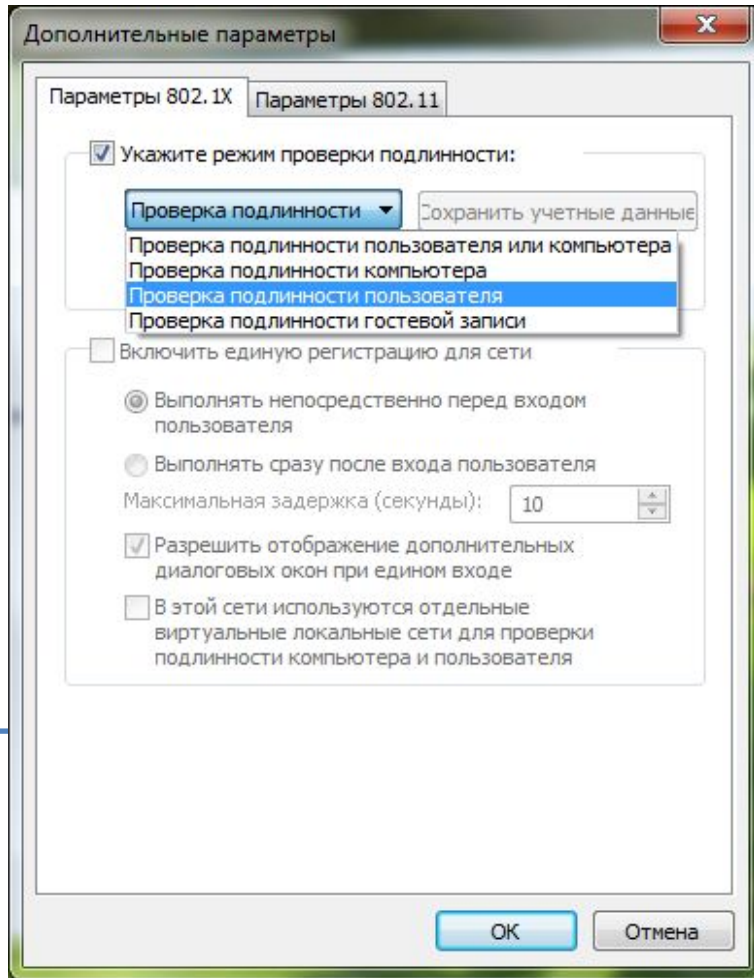 Дополнительные параметры
Параметры 802.1X
Параметры 802.11
Укажите режим проверки подлинности:
Проверка подлинности
Сохранить учетные данные
Проверка подлинности пользователя или компьютера
Проверка подлинности компьютера
Проверка подлинности пользователя
Проверка подлинности гостевой записи
Включить единую регистрацию для сети
Выполнять непосредственно перед входом
пользователя
Выполнять сразу после входа пользователя
Максимальная задержка (секунды):
10
Разрешить отображение дополнительных
диалоговых окон при едином входе
В этой сети используются отдельные
виртуальные локальные сети для проверки
подлинности компьютера и пользователя
ОК
Отмена